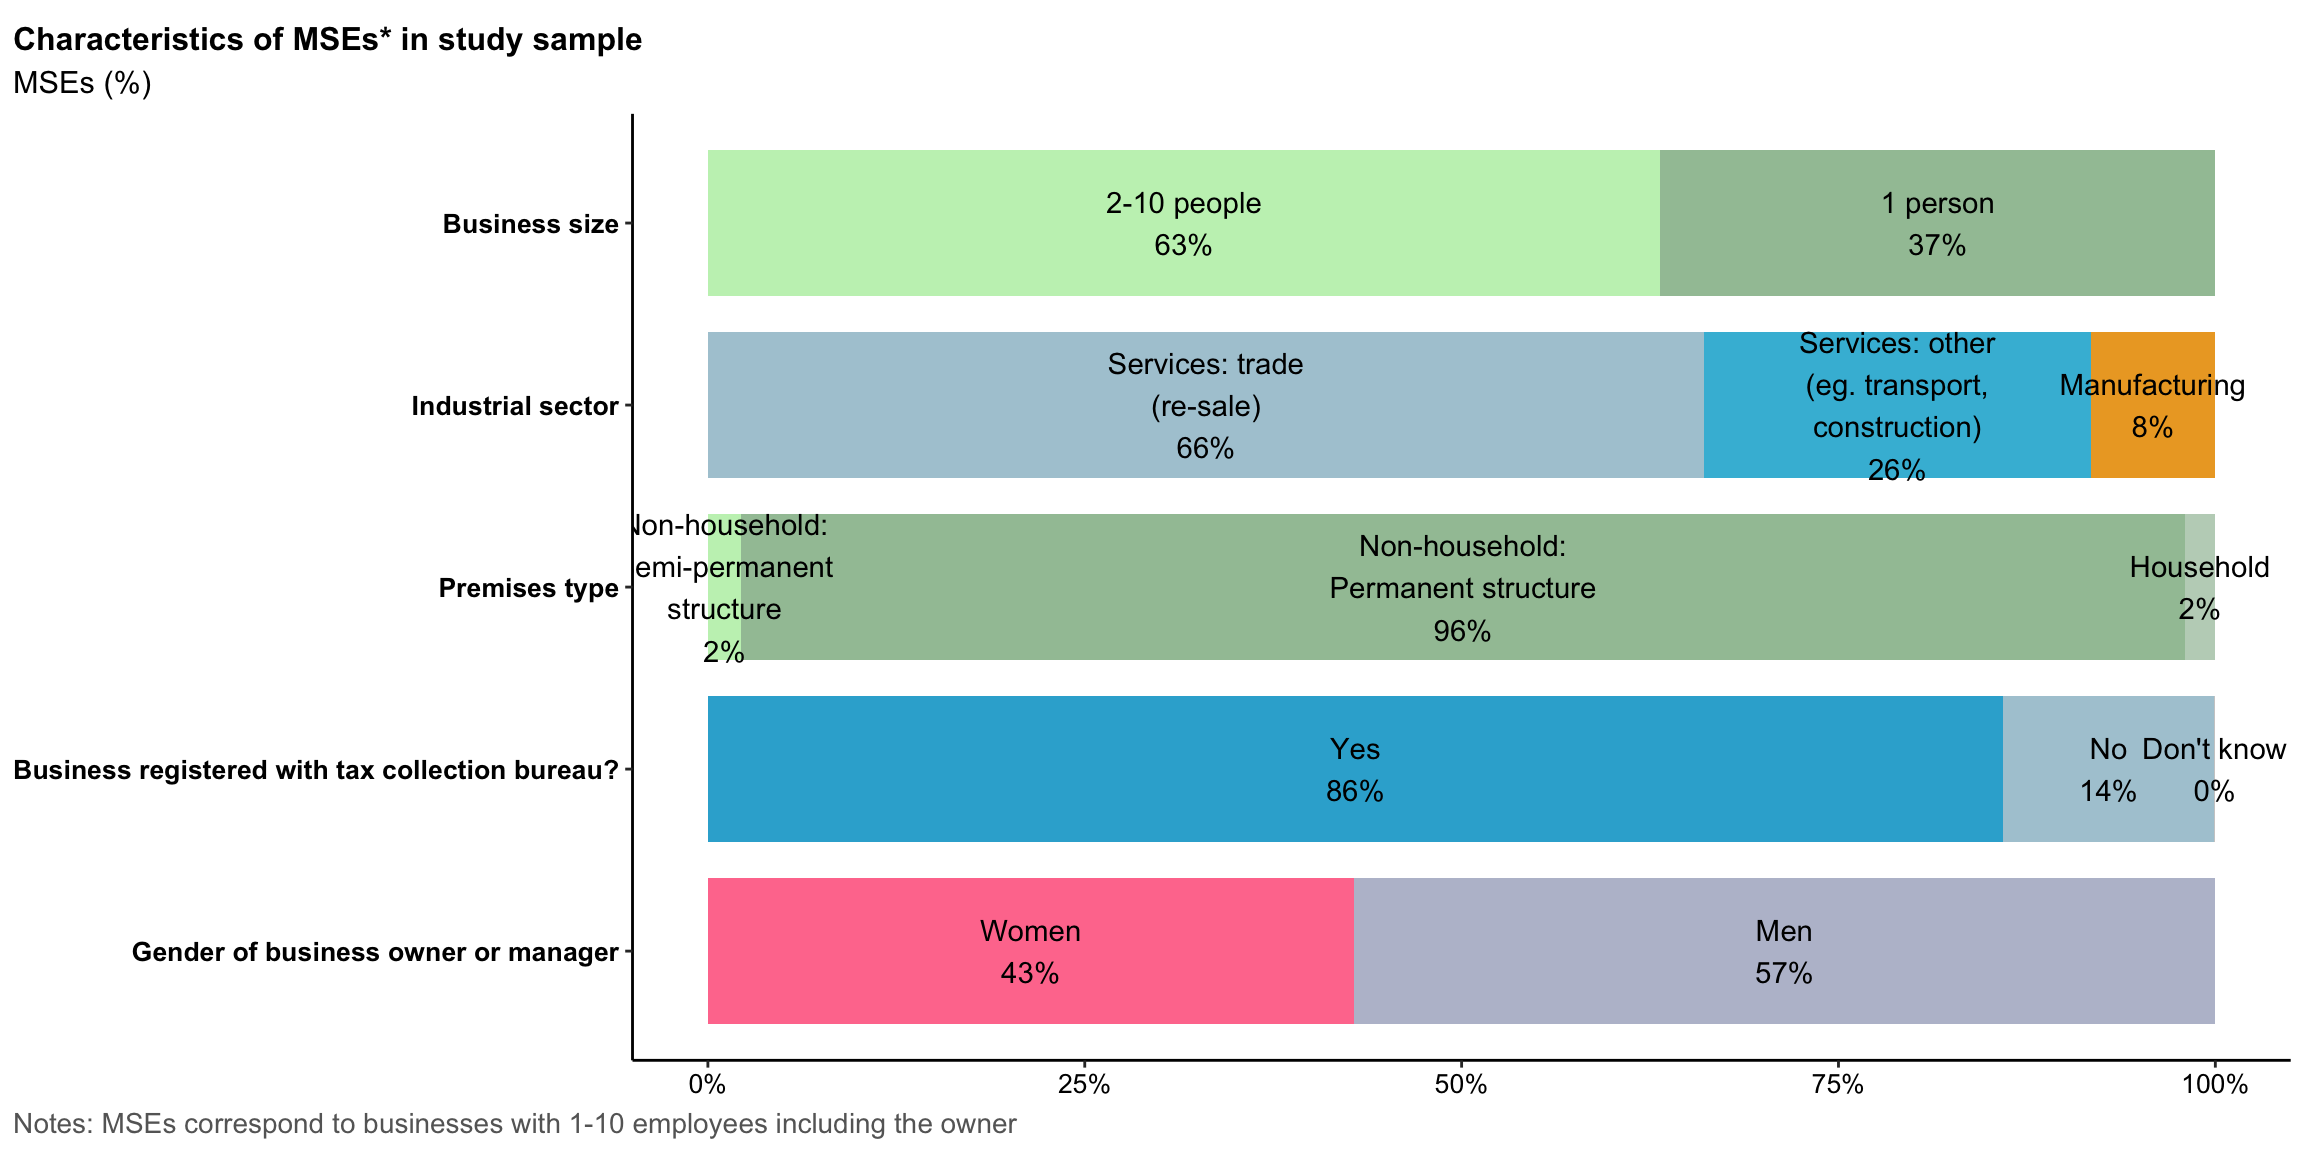 Characteristics of MSEs* in study sample
MSEs (%)
Business size
2-10 people
63%
1 person
37%
Industrial sector
Services: trade
(re-sale)
66%
Services: other
(eg. transport,
construction)
26%
Manufacturing
8%
Premises type
Non-household:
emi-permanent
structure
2%
Non-household:
Permanent structure
96%
Household
2%
Business registered with tax collection bureau?
Yes
86%
No
14%
Don't know
0%
Gender of business owner or manager
Women
43%
Men
57%
0% 25% 50% 75% 100%
Notes: MSEs correspond to businesses with 1-10 employees including the owner